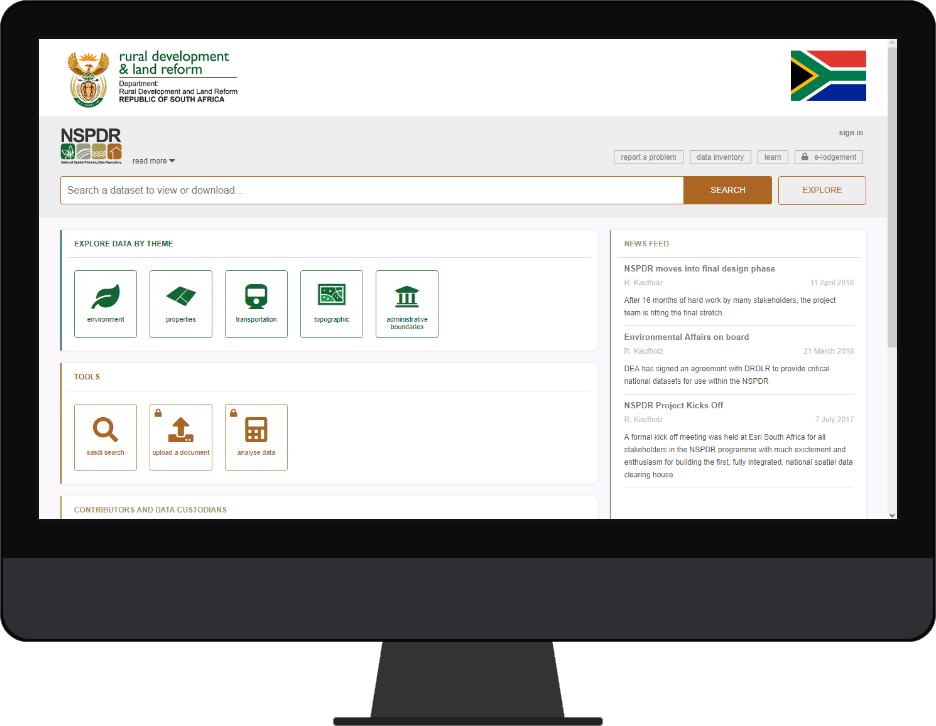 rural development
& land reform
Department:
Rural Development and Land Reform
REPUBLIC OF SOUTH AFRICA
NSPDR
National Spatial Planning Data Repository
read more
sign in
report a problem
data inventory
learn
e-lodgement
Search a dataset to view or download...
SEARCH
EXPLORE
EXPLORE DATA BY THEME
environment
properties
transportation
topographic
administrative
boundaries
TOOLS
sasdi search
upload a document
analyse data
CONTRIBUTORS AND DATA CUSTODIANS
NEWS FEED
NSPDR moves into final design phase
R. Kaufholz 11 April 2018
After 16 months of hard work by many stakeholders, the project
team is hitting the final stretch.
Environmental Affairs on board
R. Kaufholz 21 March 2018
DEA has signed an agreement with DRDLR to provide critical
national datasets for use within the NSPDR
NSPDR Project Kicks Off
R. Kaufholz 7 July 2017
A formal kick off meeting was held at Esri South Africa for all
stakeholders in the NSPDR programme with much exictement and
enthusiasm for building the first, fully integrated, national spatial data
clearing house